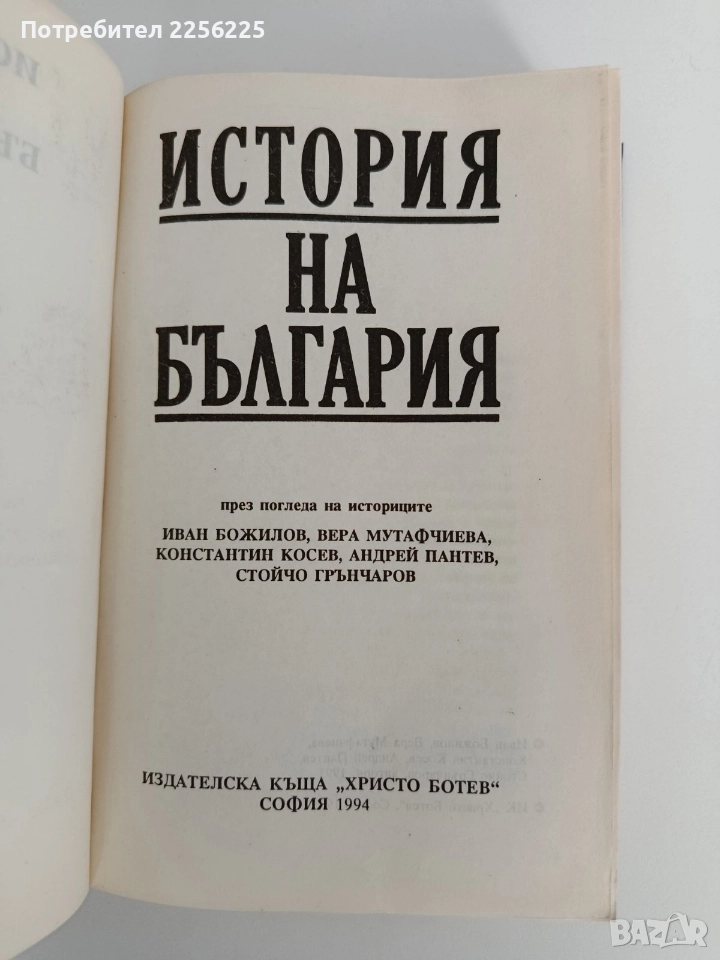 Потребител 2256225
ИСТОРИЯ
НА
БЪЛГАРИЯ
през погледа на историците
ИВАН БОЖИЛОВ, ВЕРА МУТАФЧИЕВА,
КОНСТАНТИН КОСЕВ, АНДРЕЙ ПАНТЕВ,
СТОЙЧО ГРЪНЧАРОВ
ИЗДАТЕЛСКА КЪЩА „ХРИСТО БОТЕВ“
СОФИЯ 1994
BAZAR